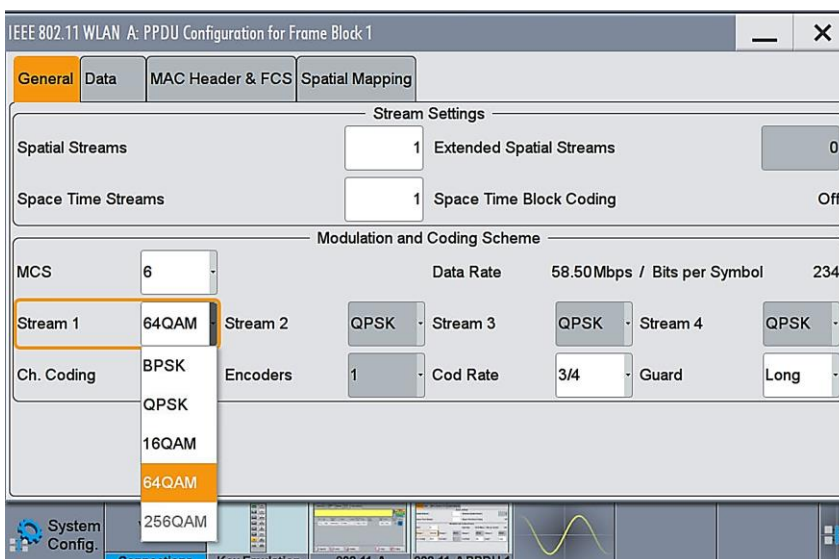 IEEE 802.11 WLAN A: PPDU Configuration for Frame Block 1
General Data MAC Header & FCS Spatial Mapping
Stream Settings
Spatial Streams 1 Extended Spatial Streams 0
Space Time Streams 1 Space Time Block Coding Off
Modulation and Coding Scheme
MCS 6 Data Rate 58.50 Mbps / Bits per Symbol 234
Stream 1 64QAM Stream 2 QPSK Stream 3 QPSK Stream 4 QPSK
Ch. Coding Encoders 1 Cod Rate 3/4 Guard Long
BPSK
QPSK
16QAM
64QAM
256QAM
System
Config.